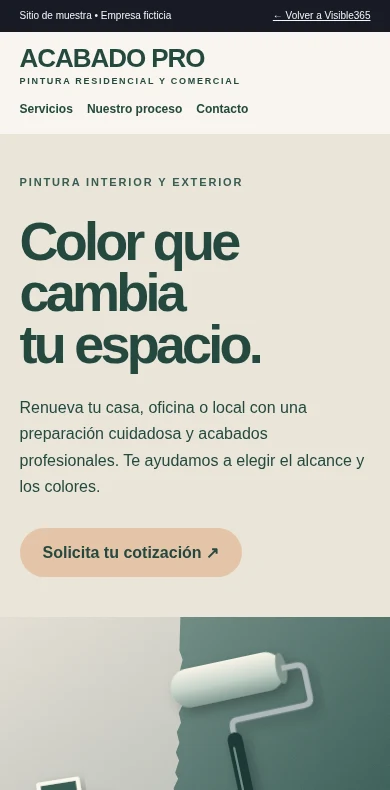 Sitio de muestra • Empresa ficticia
← Volver a Visible365
ACABADO PRO
PINTURA RESIDENCIAL Y COMERCIAL
Servicios Nuestro proceso Contacto
PINTURA INTERIOR Y EXTERIOR
Color que
cambia
tu espacio.
Renueva tu casa, oficina o local con una
preparación cuidadosa y acabados
profesionales. Te ayudamos a elegir el alcance y
los colores.
Solicita tu cotización ↗